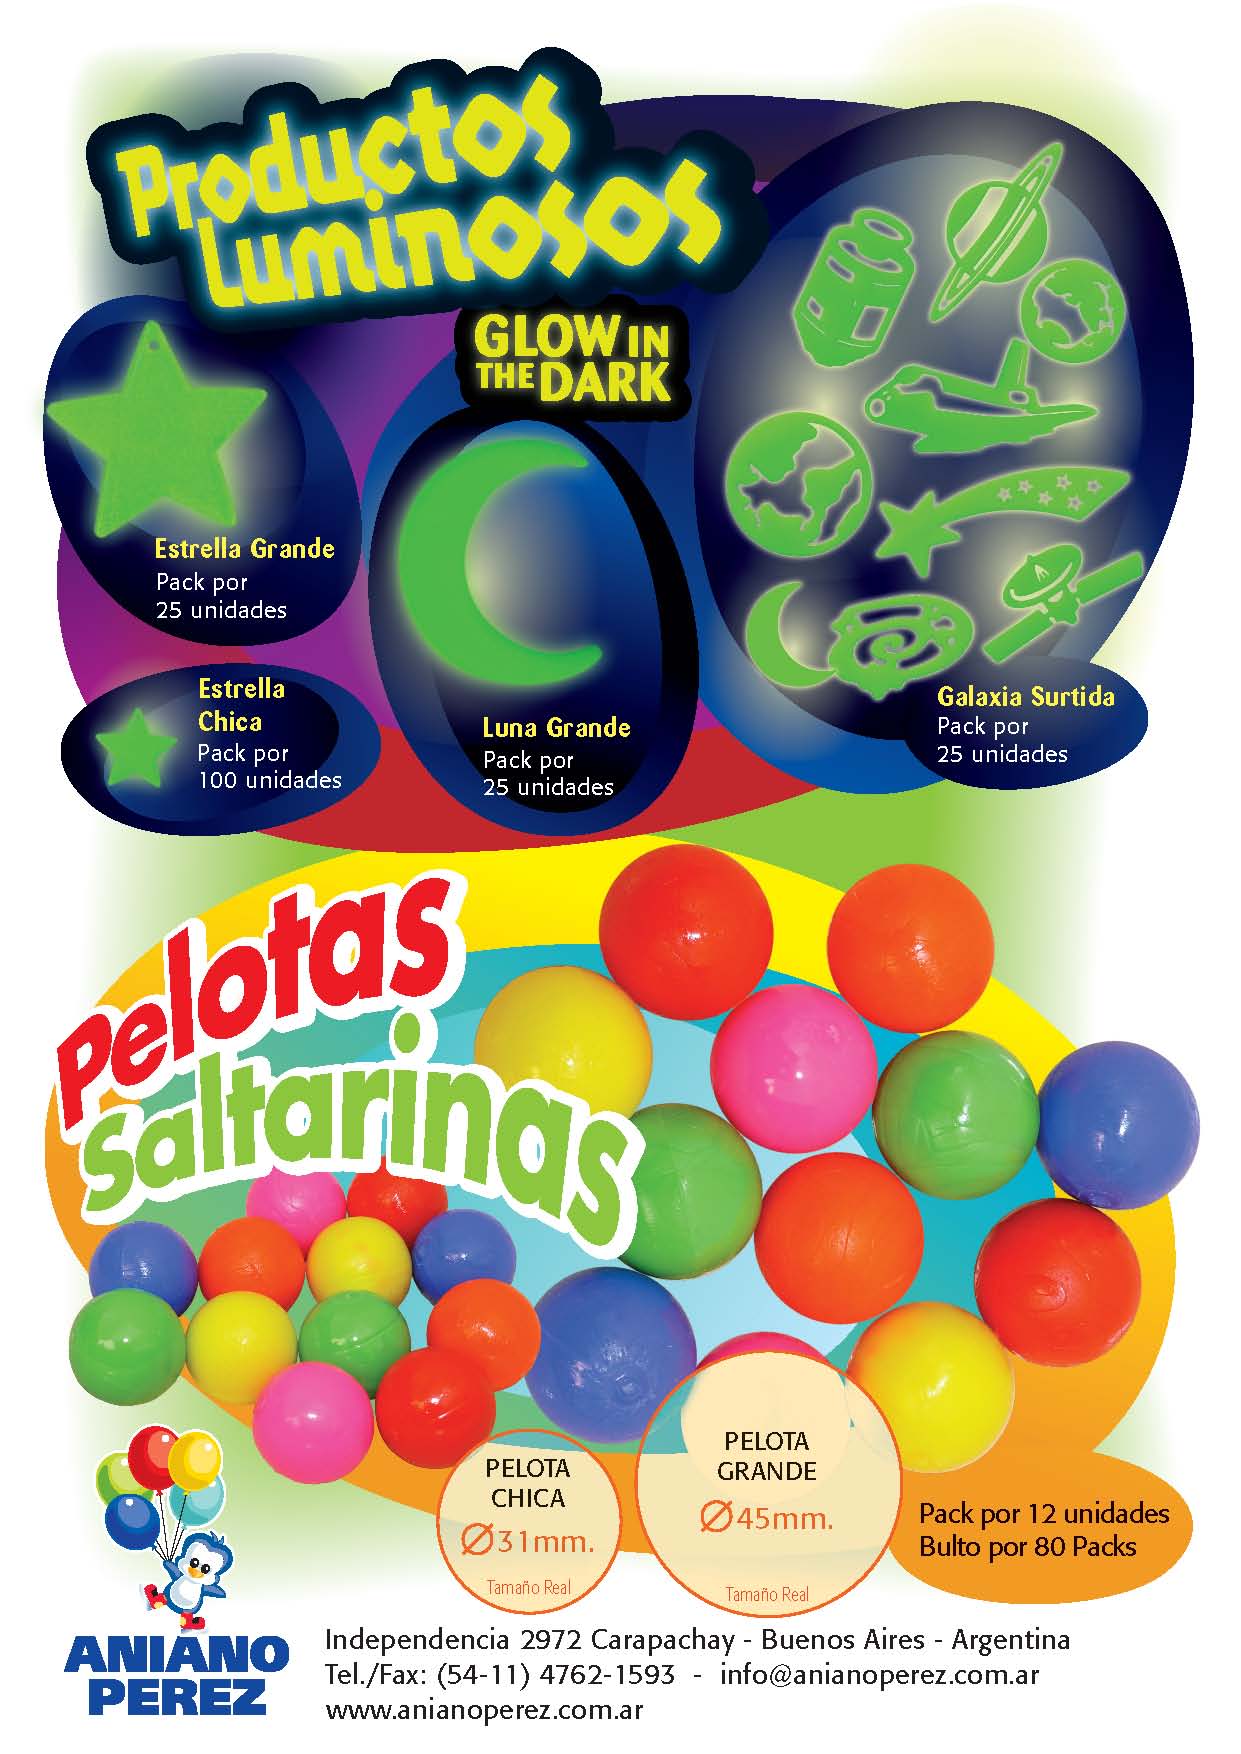 Productos
Luminosos
GLOW IN
THE DARK
Estrella Grande
Pack por
25 unidades
Estrella
Chica
Pack por
100 unidades
Luna Grande
Pack por
25 unidades
Galaxia Surtida
Pack por
25 unidades
Pelotas
Saltarinas
PELOTA
CHICA
Ø31mm.
Tamaño Real
PELOTA
GRANDE
Ø45mm.
Tamaño Real
Pack por 12 unidades
Bulto por 80 Packs
ANIANO
PEREZ
Independencia 2972 Carapachay - Buenos Aires - Argentina
Tel./Fax: (54-11) 4762-1593 - info@anianoperez.com.ar
www.anianoperez.com.ar